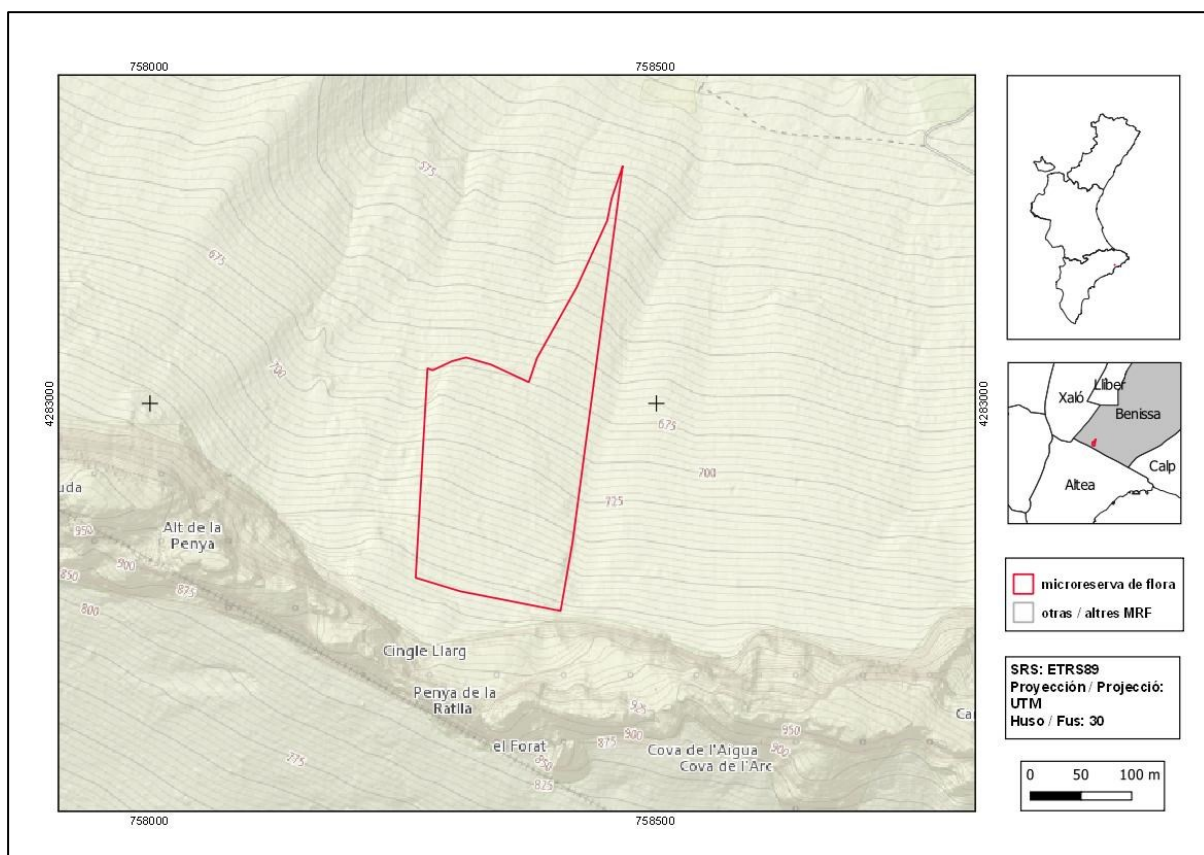 758000
758500
575
675
700
4283000
4283000
675
700
725
uda
950
Alt de la
Penya
900
850
875
800
Cingle Llarg
Penya de la
Ratlla
925
900
875
950
900
Ca
el Forat
850
825
775
Cova de l'Aigua
Cova de l'Arc
758000
758500
Xaló
Llíber
Benissa
Calp
Altea
microreserva de flora
otras / altres MRF
SRS: ETRS89
Proyección / Projecció:
UTM
Huso / Fus: 30
0 50 100 m